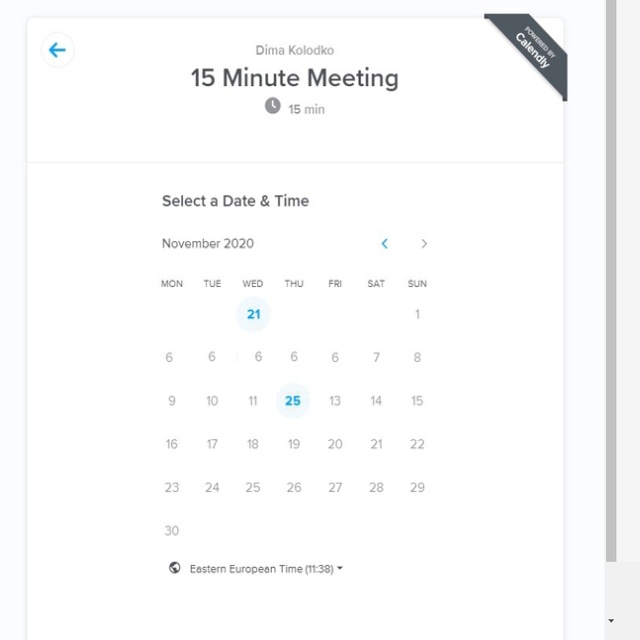 Dima Kolodko
POWERED BY
Calendly
15 Minute Meeting
15 min
Select a Date & Time
November 2020
MON TUE WED THU FRI SAT SUN
21 1
6 6 6 6 6 7 8
9 10 11 25 13 14 15
16 17 18 19 20 21 22
23 24 25 26 27 28 29
30
Eastern European Time (11:38)